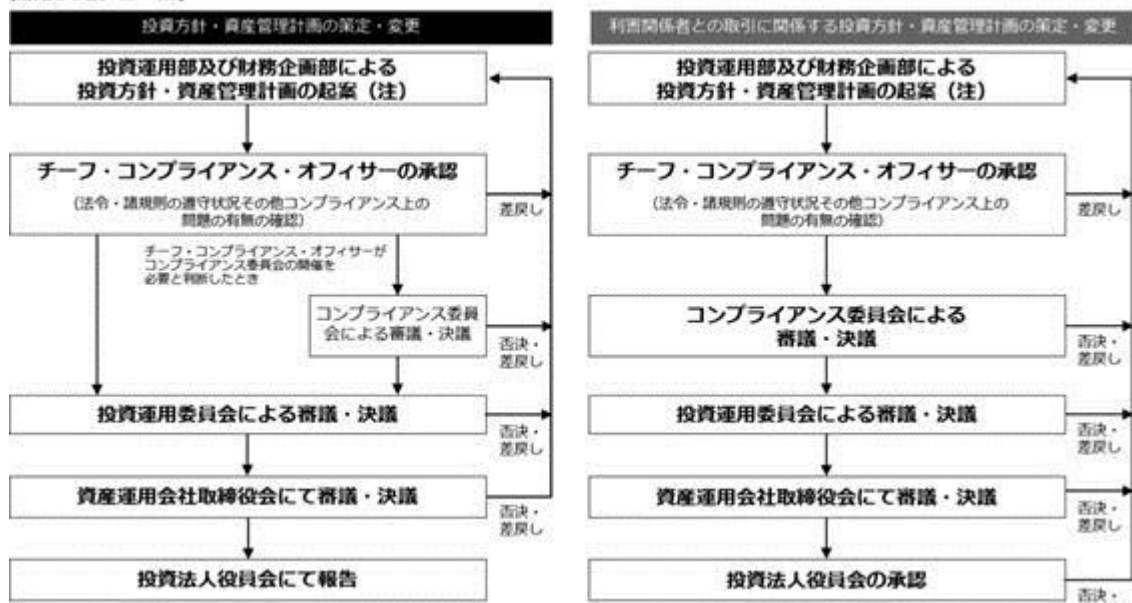 投資方針・資産管理計画の策定・変更
投資運用部及び財務企画部による
投資方針・資産管理計画の起案（注）
チーフ・コンプライアンス・オフィサーの承認
（法令・諸規則の遵守状況その他コンプライアンス上の
問題の有無の確認）
差戻し
チーフ・コンプライアンス・オフィサーが
コンプライアンス委員会の開催を
必要と判断したとき
コンプライアンス委員
会による審議・決議
否決・
差戻し
投資運用委員会による審議・決議
否決・
差戻し
資産運用会社取締役会にて審議・決議
否決・
差戻し
投資法人役員会にて報告
利害関係者との取引に関係する投資方針・資産管理計画の策定・変更
投資運用部及び財務企画部による
投資方針・資産管理計画の起案（注）
チーフ・コンプライアンス・オフィサーの承認
（法令・諸規則の遵守状況その他コンプライアンス上の
問題の有無の確認）
差戻し
コンプライアンス委員会による
審議・決議
否決・
差戻し
投資運用委員会による審議・決議
否決・
差戻し
資産運用会社取締役会にて審議・決議
否決・
差戻し
投資法人役員会の承認
否決・